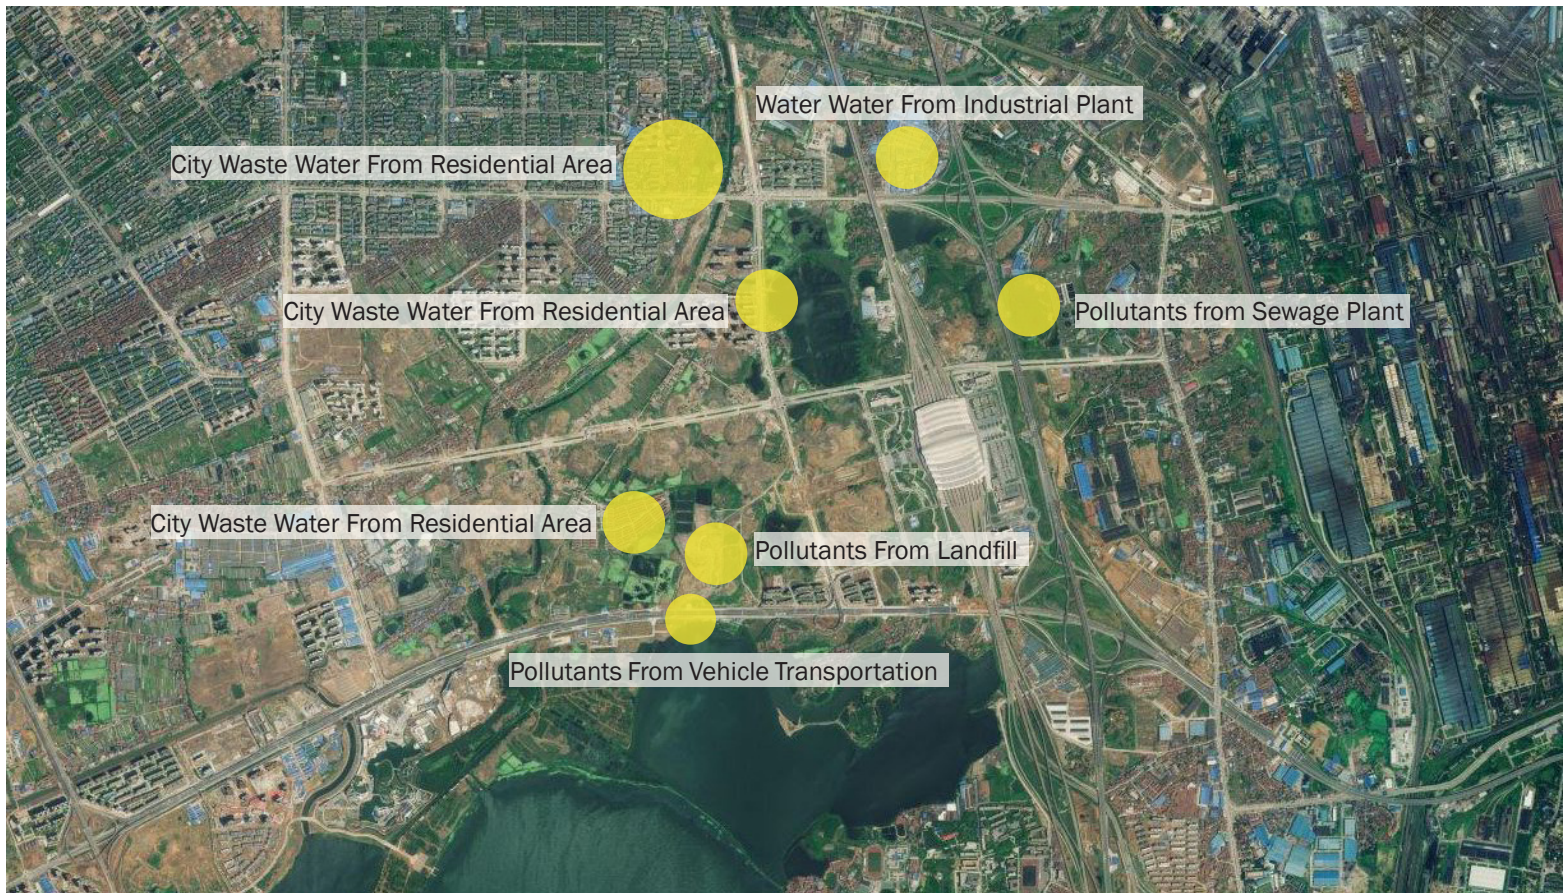 Water Water From Industrial Plant
City Waste Water From Residential Area
City Waste Water From Residential Area
Pollutants from Sewage Plant
City Waste Water From Residential Area
Pollutants From Landfill
Pollutants From Vehicle Transportation